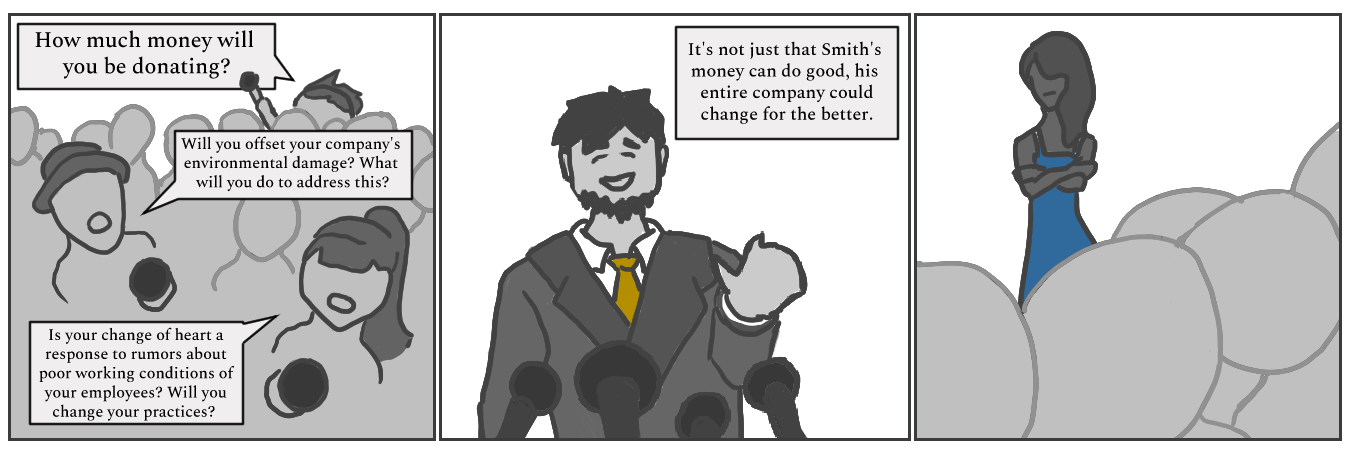 How much money will
you be donating?
Will you offset your company's
environmental damage? What
will you do to address this?
Is your change of heart a
response to rumors about
poor working conditions of
your employees? Will you
change your practices?
It's not just that Smith's
money can do good, his
entire company could
change for the better.